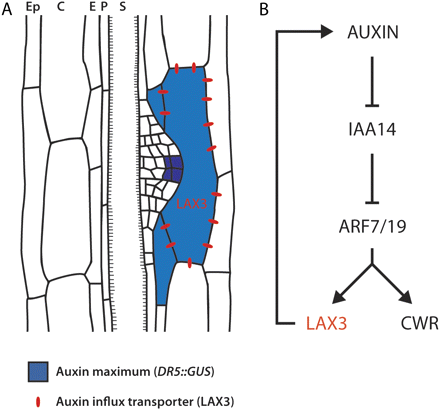 A
Ep C E P S
LAX3
Auxin maximum (DR5::GUS)
Auxin influx transporter (LAX3)
B
AUXIN
IAA14
ARF7/19
LAX3 CWR